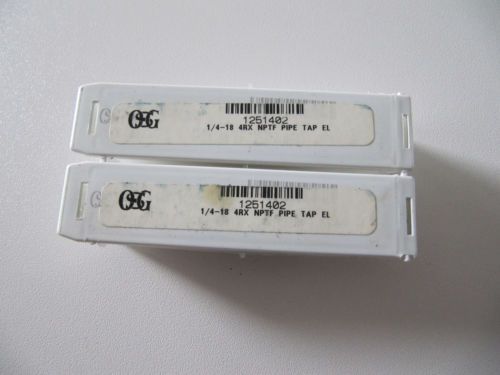 OSG
1251402
1/4-18 4RX NPTF PIPE TAP EL
OSG
1251402
1/4-18 4RX NPTF PIPE TAP EL